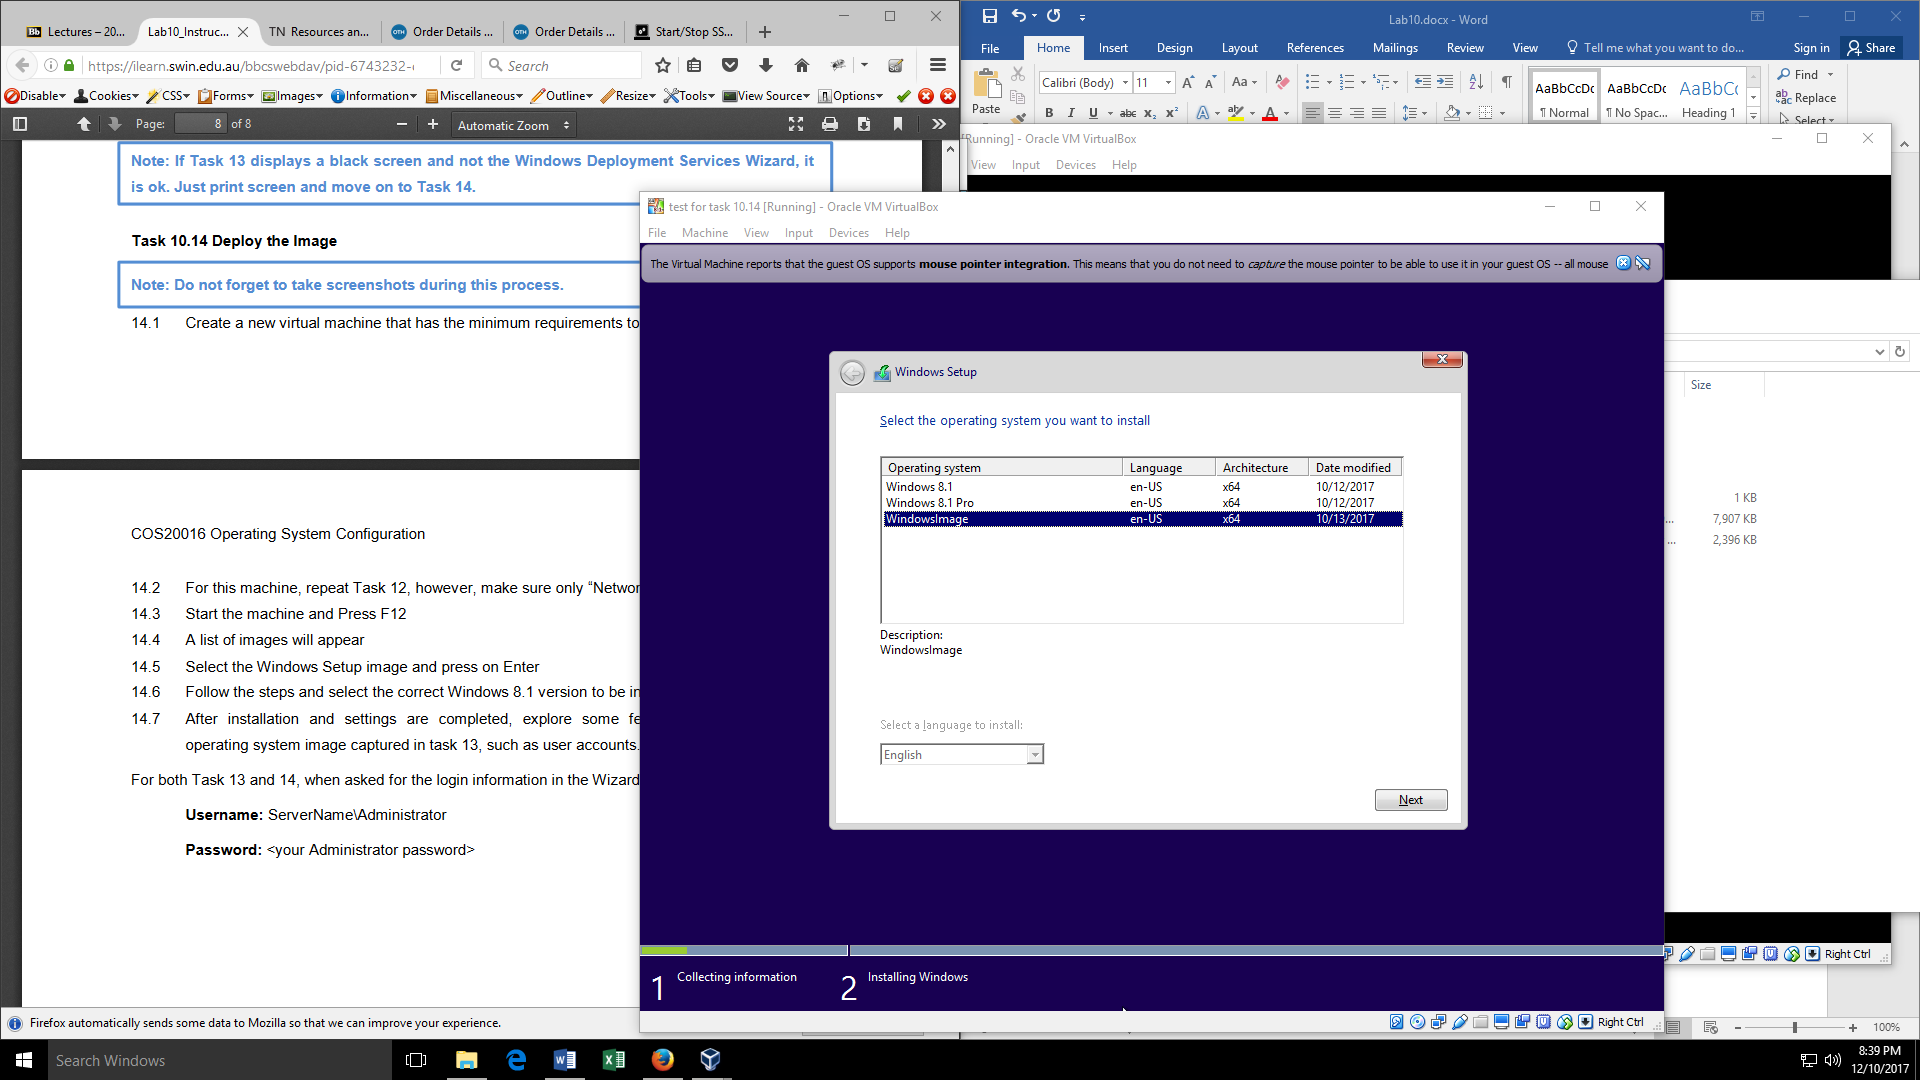 Lectures – 20...
Lab10_Instruc...
TN Resources an...
Order Details ...
Order Details ...
Start/Stop SS...
https://ilearn.swin.edu.au/bbcswebdav/pid-6743232-
Search
Disable
Cookies
CSS
Forms
Images
Information
Miscellaneous
Outline
Resize
Tools
View Source
Options
Page:
8
of 8
Automatic Zoom
Note: If Task 13 displays a black screen and not the Windows Deployment Services Wizard, it
is ok. Just print screen and move on to Task 14.
Task 10.14 Deploy the Image
Note: Do not forget to take screenshots during this process.
14.1 Create a new virtual machine that has the minimum requirements to
COS20016 Operating System Configuration
14.2 For this machine, repeat Task 12, however, make sure only “Networ
14.3 Start the machine and Press F12
14.4 A list of images will appear
14.5 Select the Windows Setup image and press on Enter
14.6 Follow the steps and select the correct Windows 8.1 version to be in
14.7 After installation and settings are completed, explore some fe
operating system image captured in task 13, such as user accounts.
For both Task 13 and 14, when asked for the login information in the Wizard
Username: ServerName\Administrator
Password: <your Administrator password>
Firefox automatically sends some data to Mozilla so that we can improve your experience.
Lab10.docx - Word
File Home Insert Design Layout References Mailings Review View Tell me what you want to do... Sign in Share
Paste
Calibri (Body) 11
B I U abc x₂ x²
AaBbCcDc AaBbCcDc AaBbCc
¶ Normal ¶ No Spac... Heading 1
Find
Replace
Select
[Running] - Oracle VM VirtualBox
View Input Devices Help
test for task 10.14 [Running] - Oracle VM VirtualBox
File Machine View Input Devices Help
The Virtual Machine reports that the guest OS supports mouse pointer integration. This means that you do not need to capture the mouse pointer to be able to use it in your guest OS -- all mouse
Windows Setup
Select the operating system you want to install
Operating system Language Architecture Date modified
Windows 8.1 en-US x64 10/12/2017
Windows 8.1 Pro en-US x64 10/12/2017
WindowsImage en-US x64 10/13/2017
Description:
WindowsImage
Select a language to install:
English
Next
1 Collecting information
2 Installing Windows
Right Ctrl
Size
1 KB
... 7,907 KB
... 2,396 KB
Right Ctrl
100%
Search Windows
8:39 PM
12/10/2017